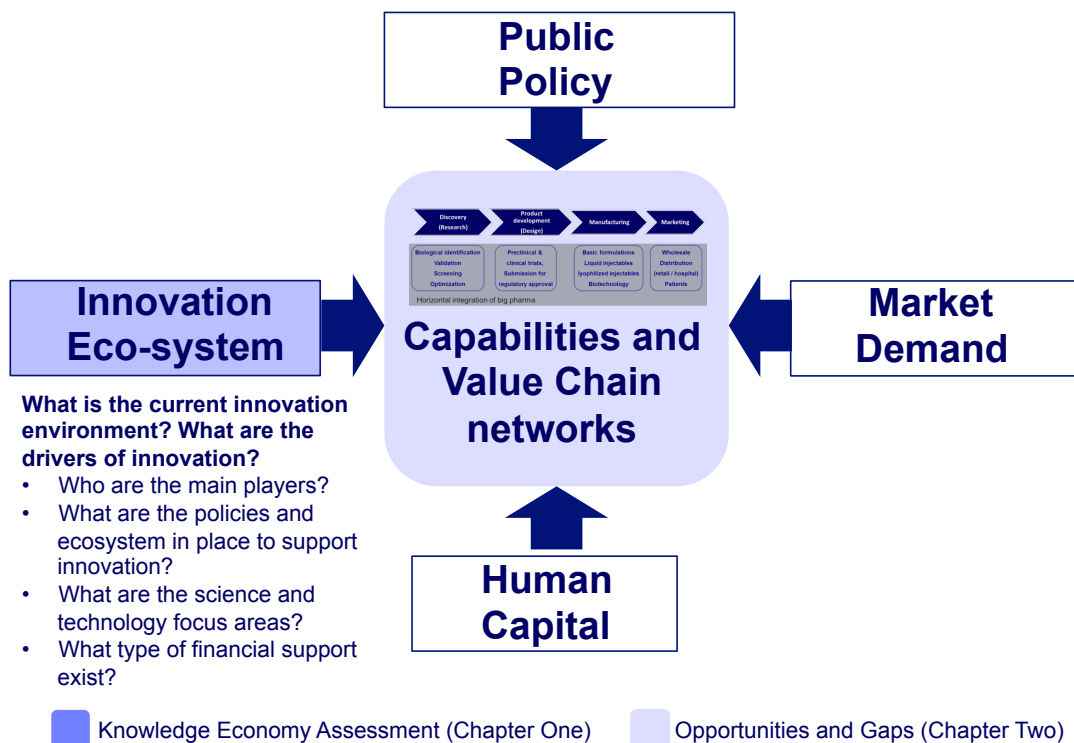 Public
Policy
Discovery
(Research)
Product
development
(Design)
Manufacturing
Marketing
Biological identification
Validation
Screening
Optimization
Preclinical &
clinical trials,
Submission for
regulatory approval
Basic formulations
Liquid injectables
lyophilized injectables
Biotechnology
Wholesale
Distribution
(retail / hospital)
Patients
Horizontal integration of big pharma
Capabilities and
Value Chain
networks
Innovation
Eco-system
Market
Demand
What is the current innovation
environment? What are the
drivers of innovation?
• Who are the main players?
• What are the policies and
ecosystem in place to support
innovation?
• What are the science and
technology focus areas?
• What type of financial support
exist?
Human
Capital
Knowledge Economy Assessment (Chapter One)
Opportunities and Gaps (Chapter Two)